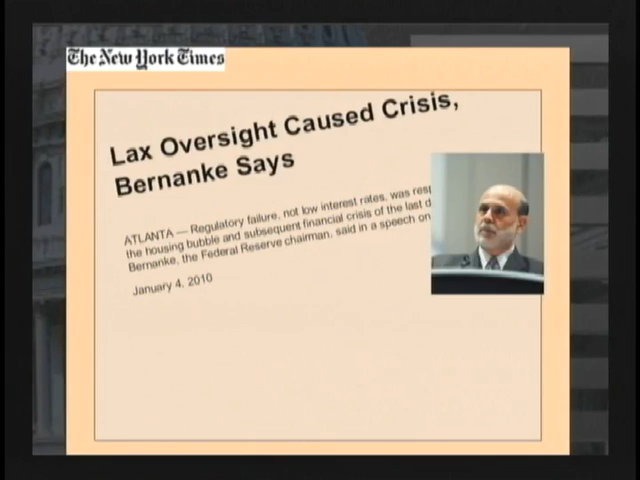 The New York Times
Lax Oversight Caused Crisis,
Bernanke Says
ATLANTA — Regulatory failure, not low interest rates, was
the housing bubble and subsequent financial crisis of the last
Bernanke, the Federal Reserve chairman, said in a speech on
January 4, 2010